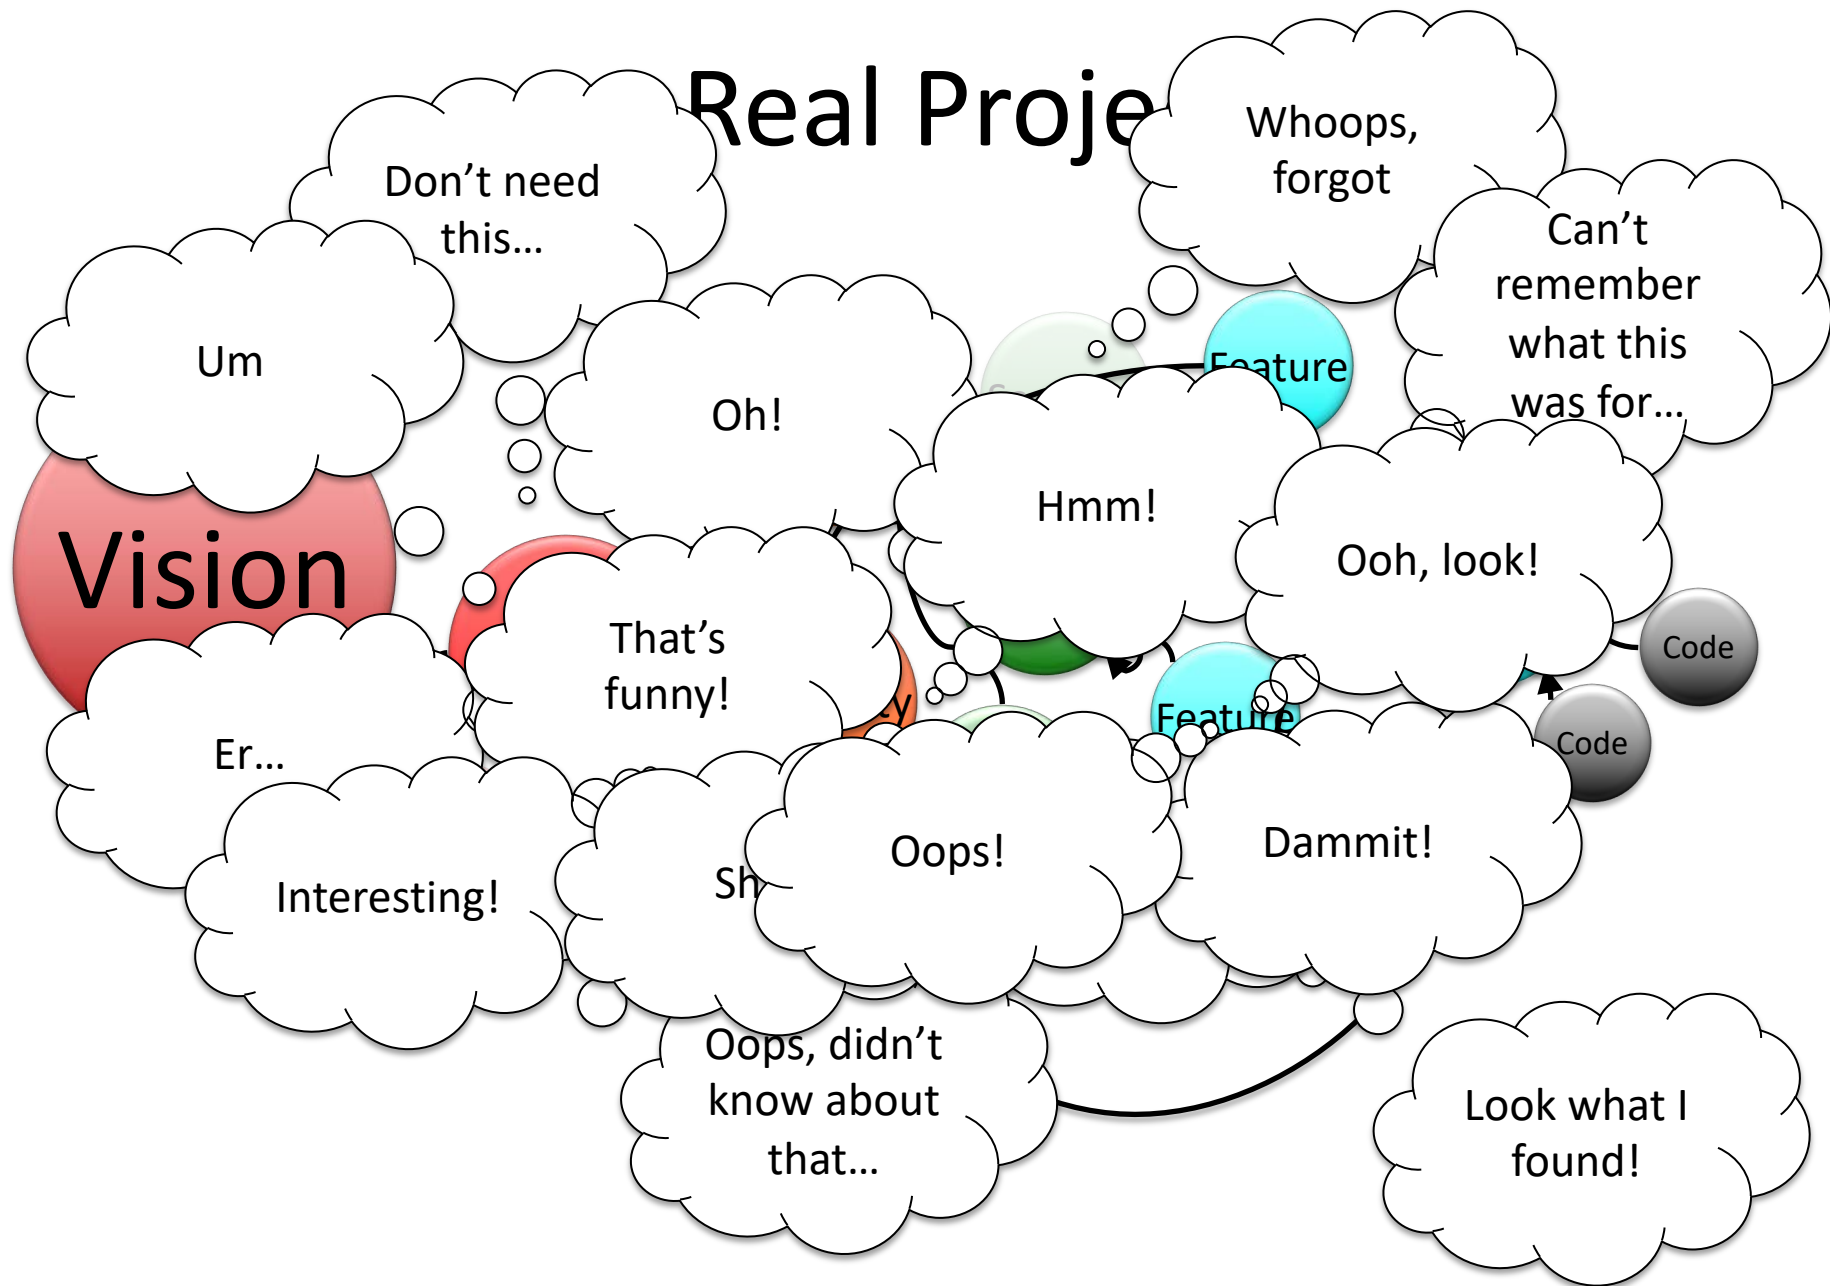 Real Proje
Whoops,
forgot
Don't need
this…
Can't
remember
what this
was for…
Um
Oh!
Feature
Hmm!
Ooh, look!
Vision
That's
funny!
Code
Feature
Code
Er…
Interesting!
Sh
Oops!
Dammit!
Oops, didn't
know about
that…
Look what I
found!